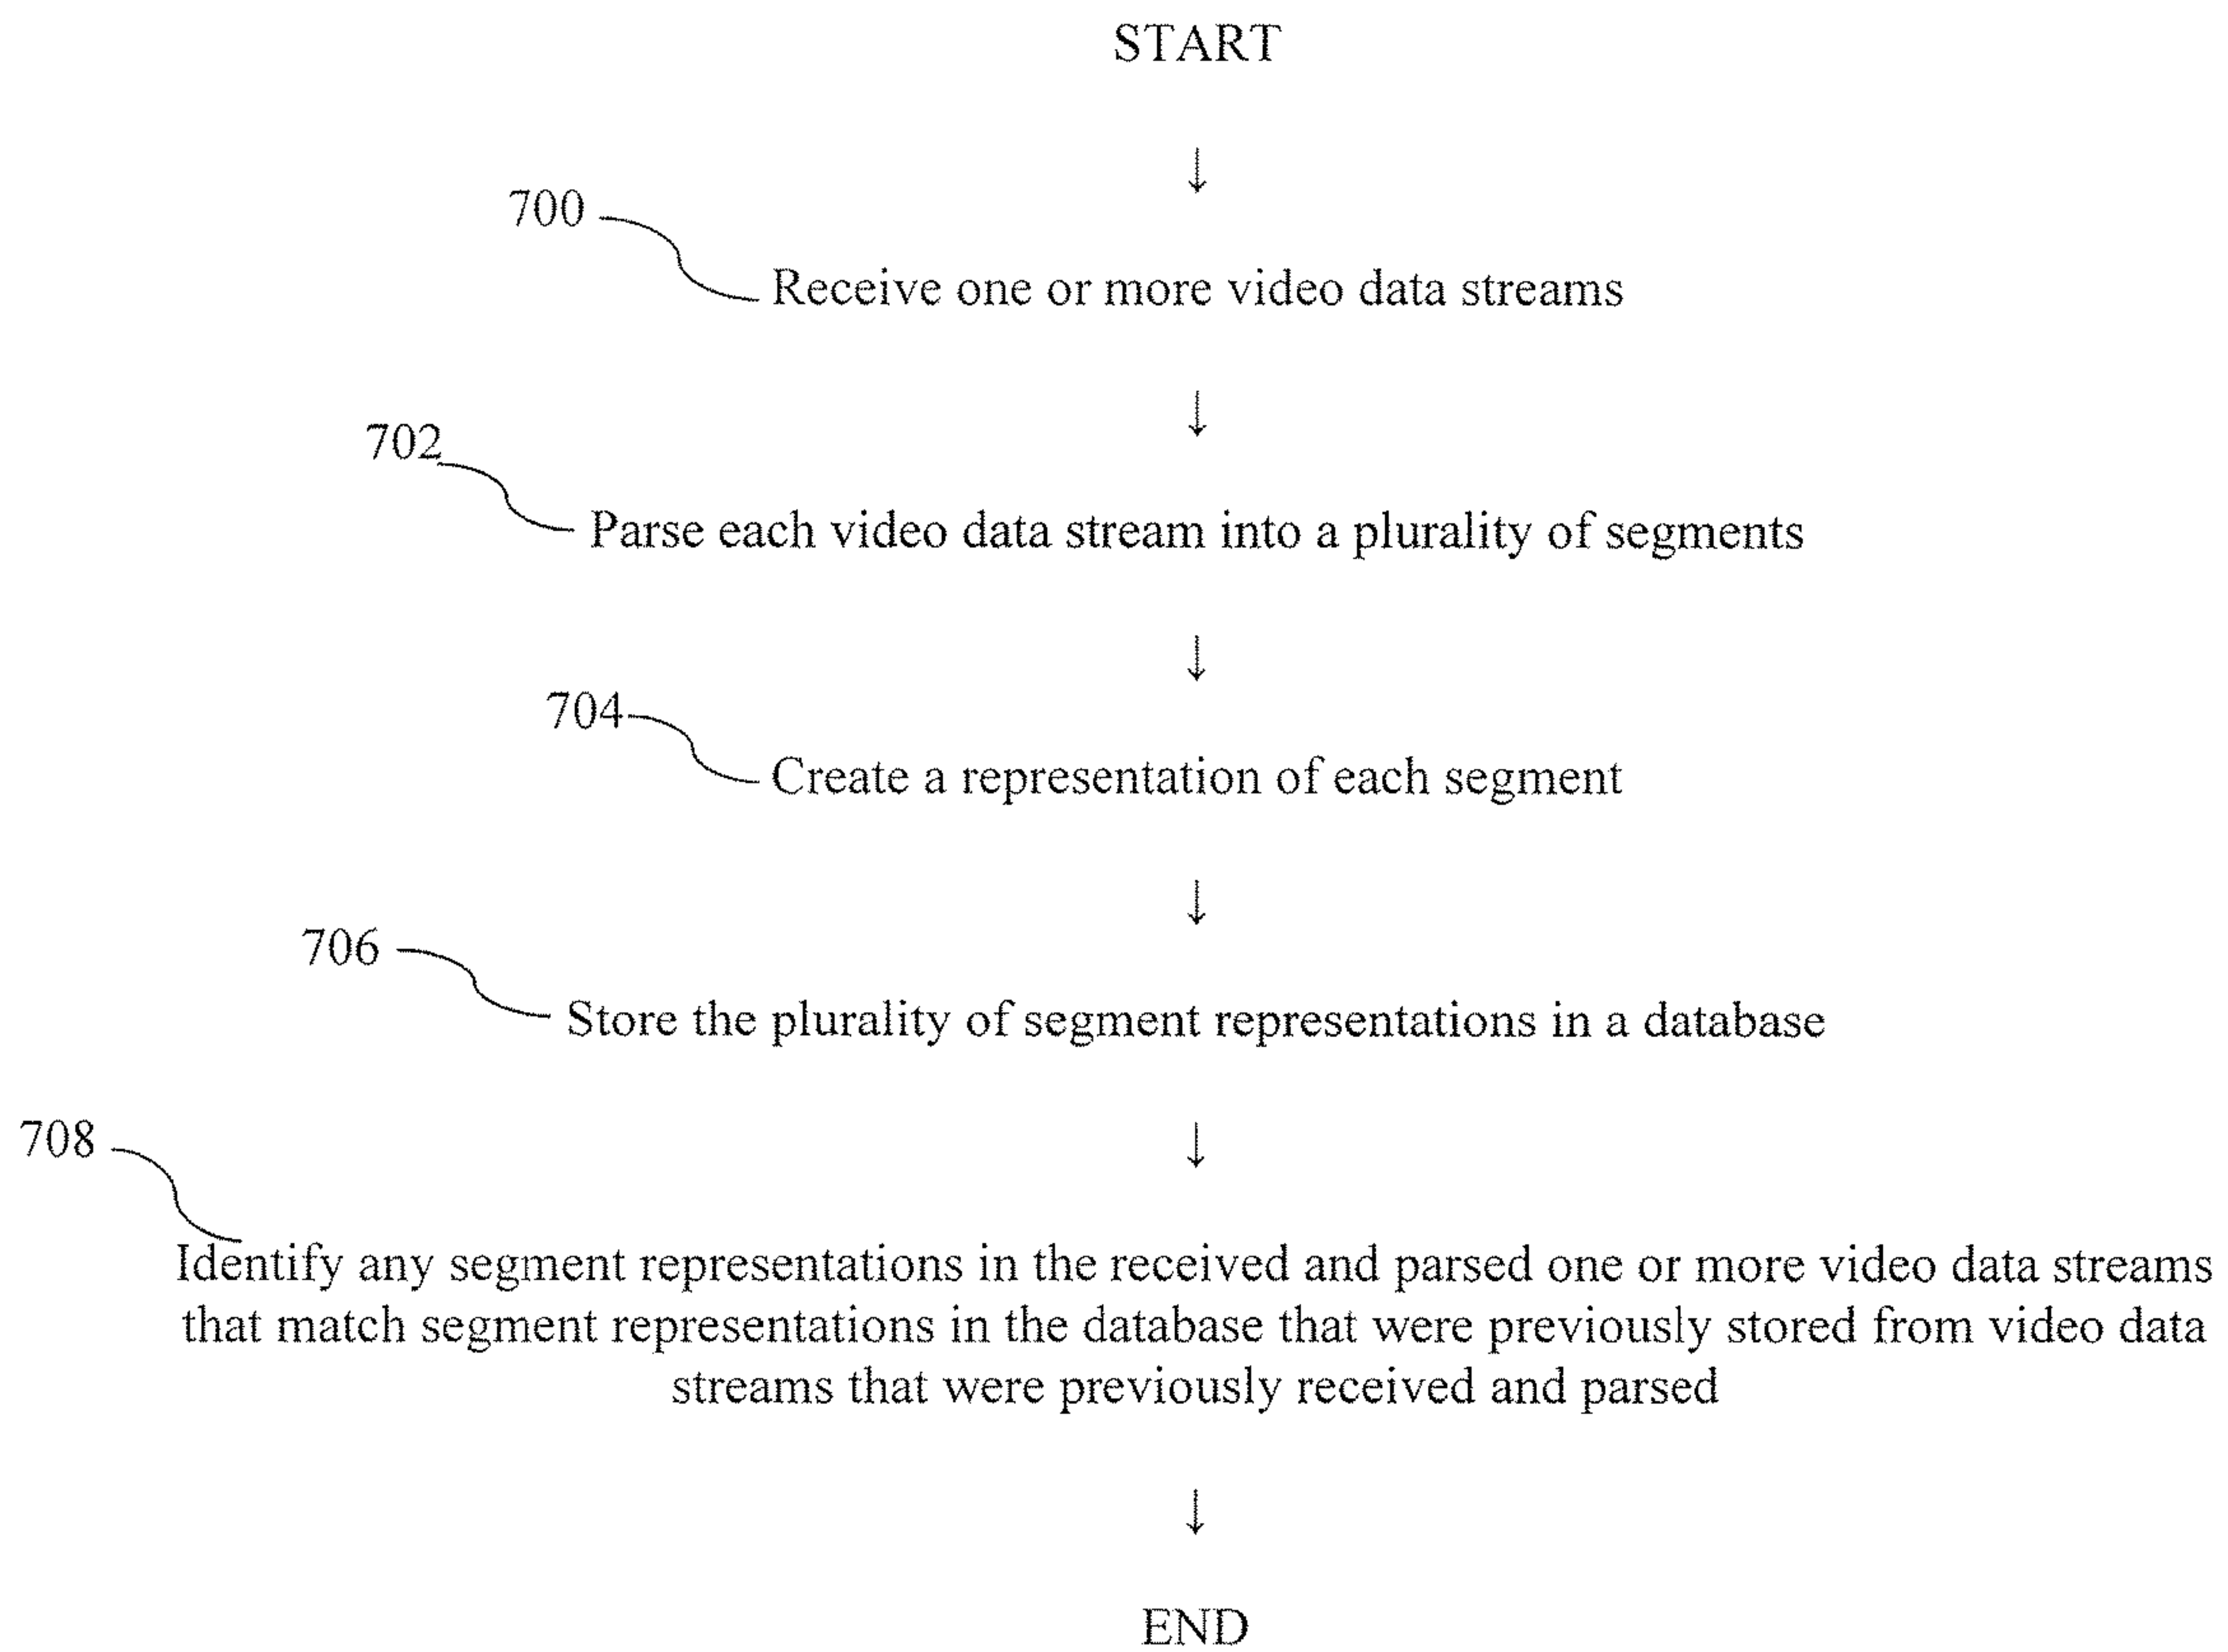 START
↓
700
Receive one or more video data streams
↓
702
Parse each video data stream into a plurality of segments
↓
704
Create a representation of each segment
↓
706
Store the plurality of segment representations in a database
↓
708
Identify any segment representations in the received and parsed one or more video data streams
that match segment representations in the database that were previously stored from video data
streams that were previously received and parsed
↓
END